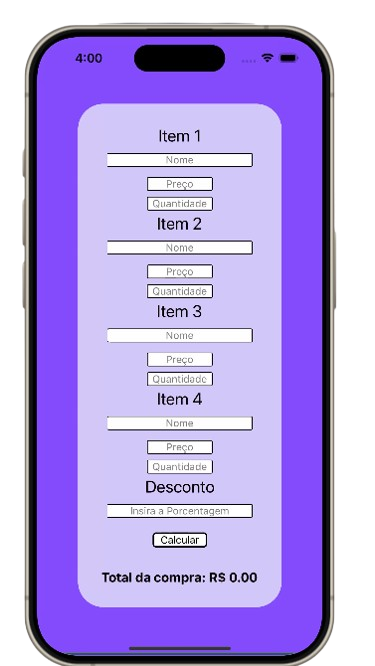 4:00
Item 1
Nome
Preço
Quantidade
Item 2
Nome
Preço
Quantidade
Item 3
Nome
Preço
Quantidade
Item 4
Nome
Preço
Quantidade
Desconto
Insira a Porcentagem
Calcular
Total da compra: R$ 0.00